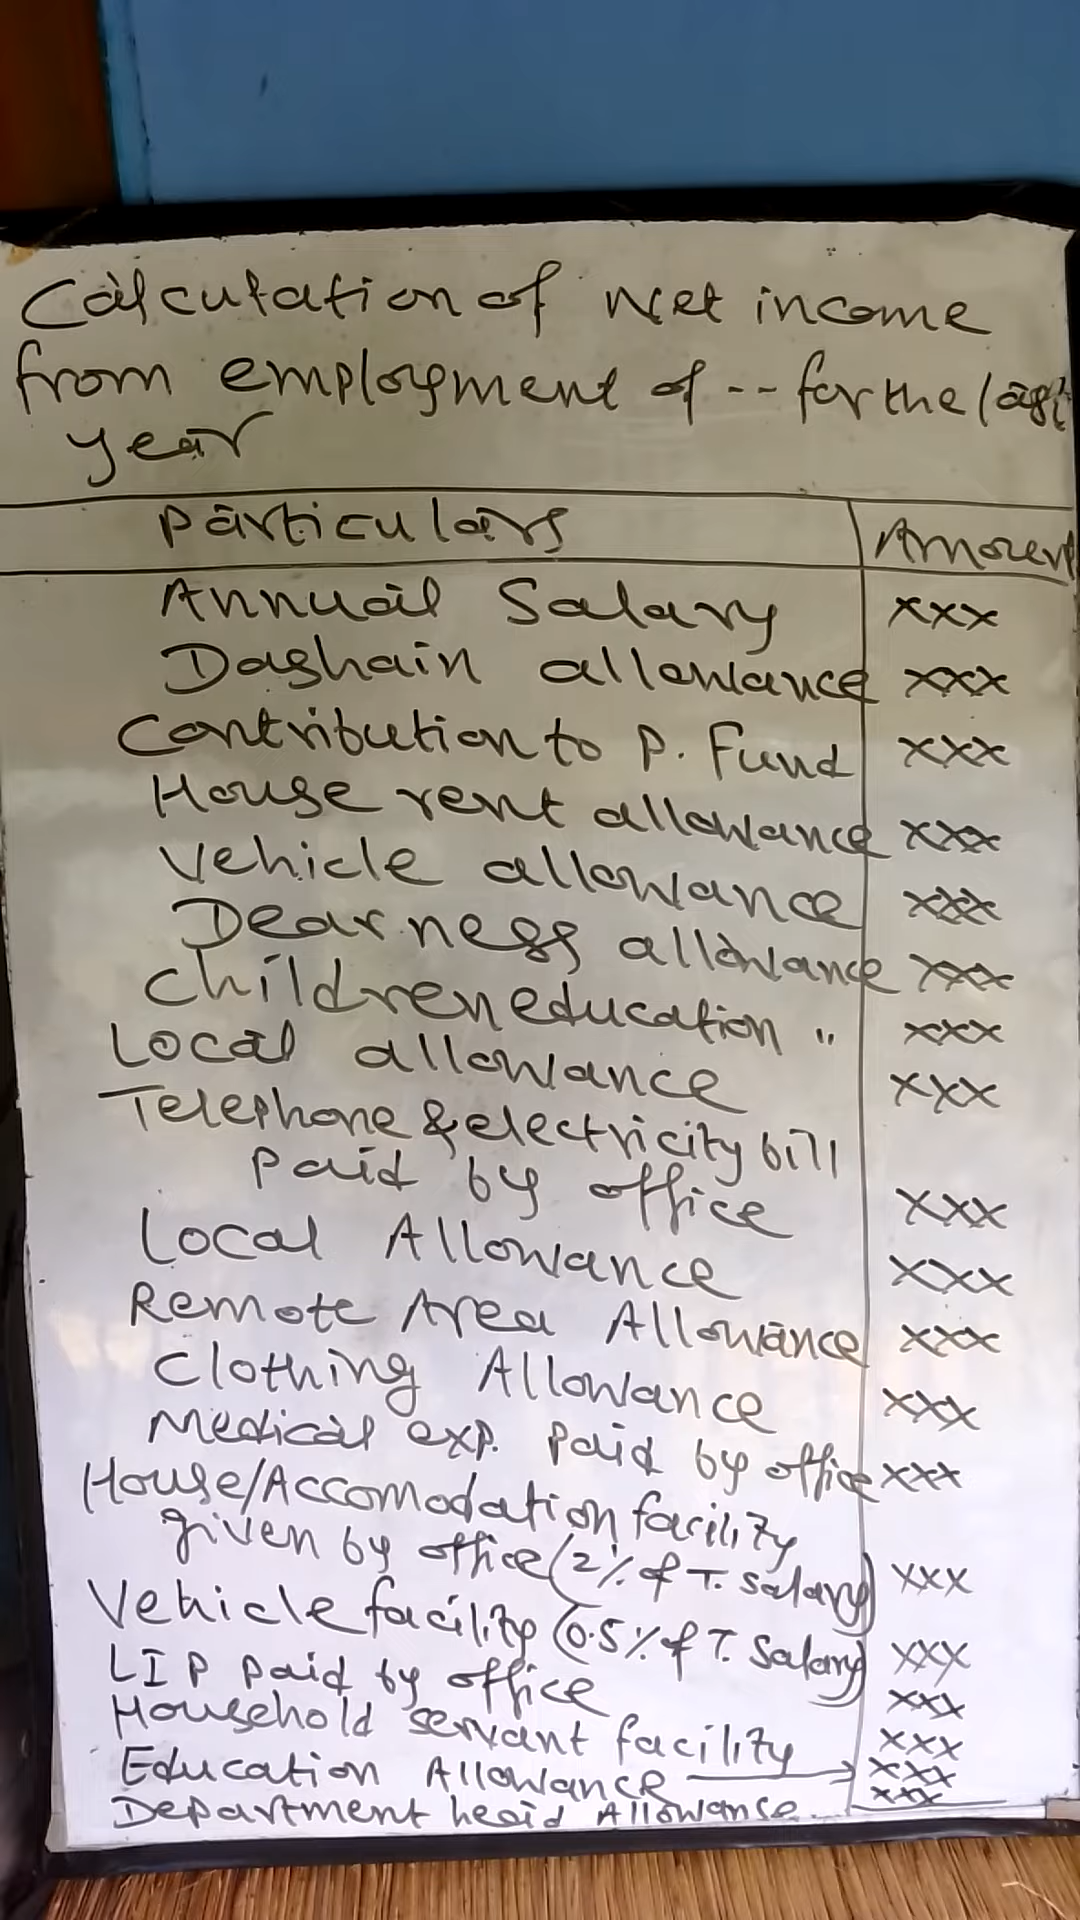 Calculation of Net income
from employment of -- for the last
year
Particulars Amount
Annual Salary xxx
Dashain allowance xxx
Contribution to P. Fund xxx
House rent allowance xxx
Vehicle allowance xxx
Dearness allowance xxx
Children education " xxx
Local allowance xxx
Telephone & electricity bill
paid by office xxx
Local Allowance xxx
Remote Area Allowance xxx
Clothing Allowance xxx
Medical exp. paid by office xxx
House/Accomodation facility
given by office (2% of T. Salary) xxx
Vehicle facility (0.5% of T. Salary) xxx
LIP paid by office xxx
Household servant facility xxx
Education Allowance xxx
Department head Allowance xxx